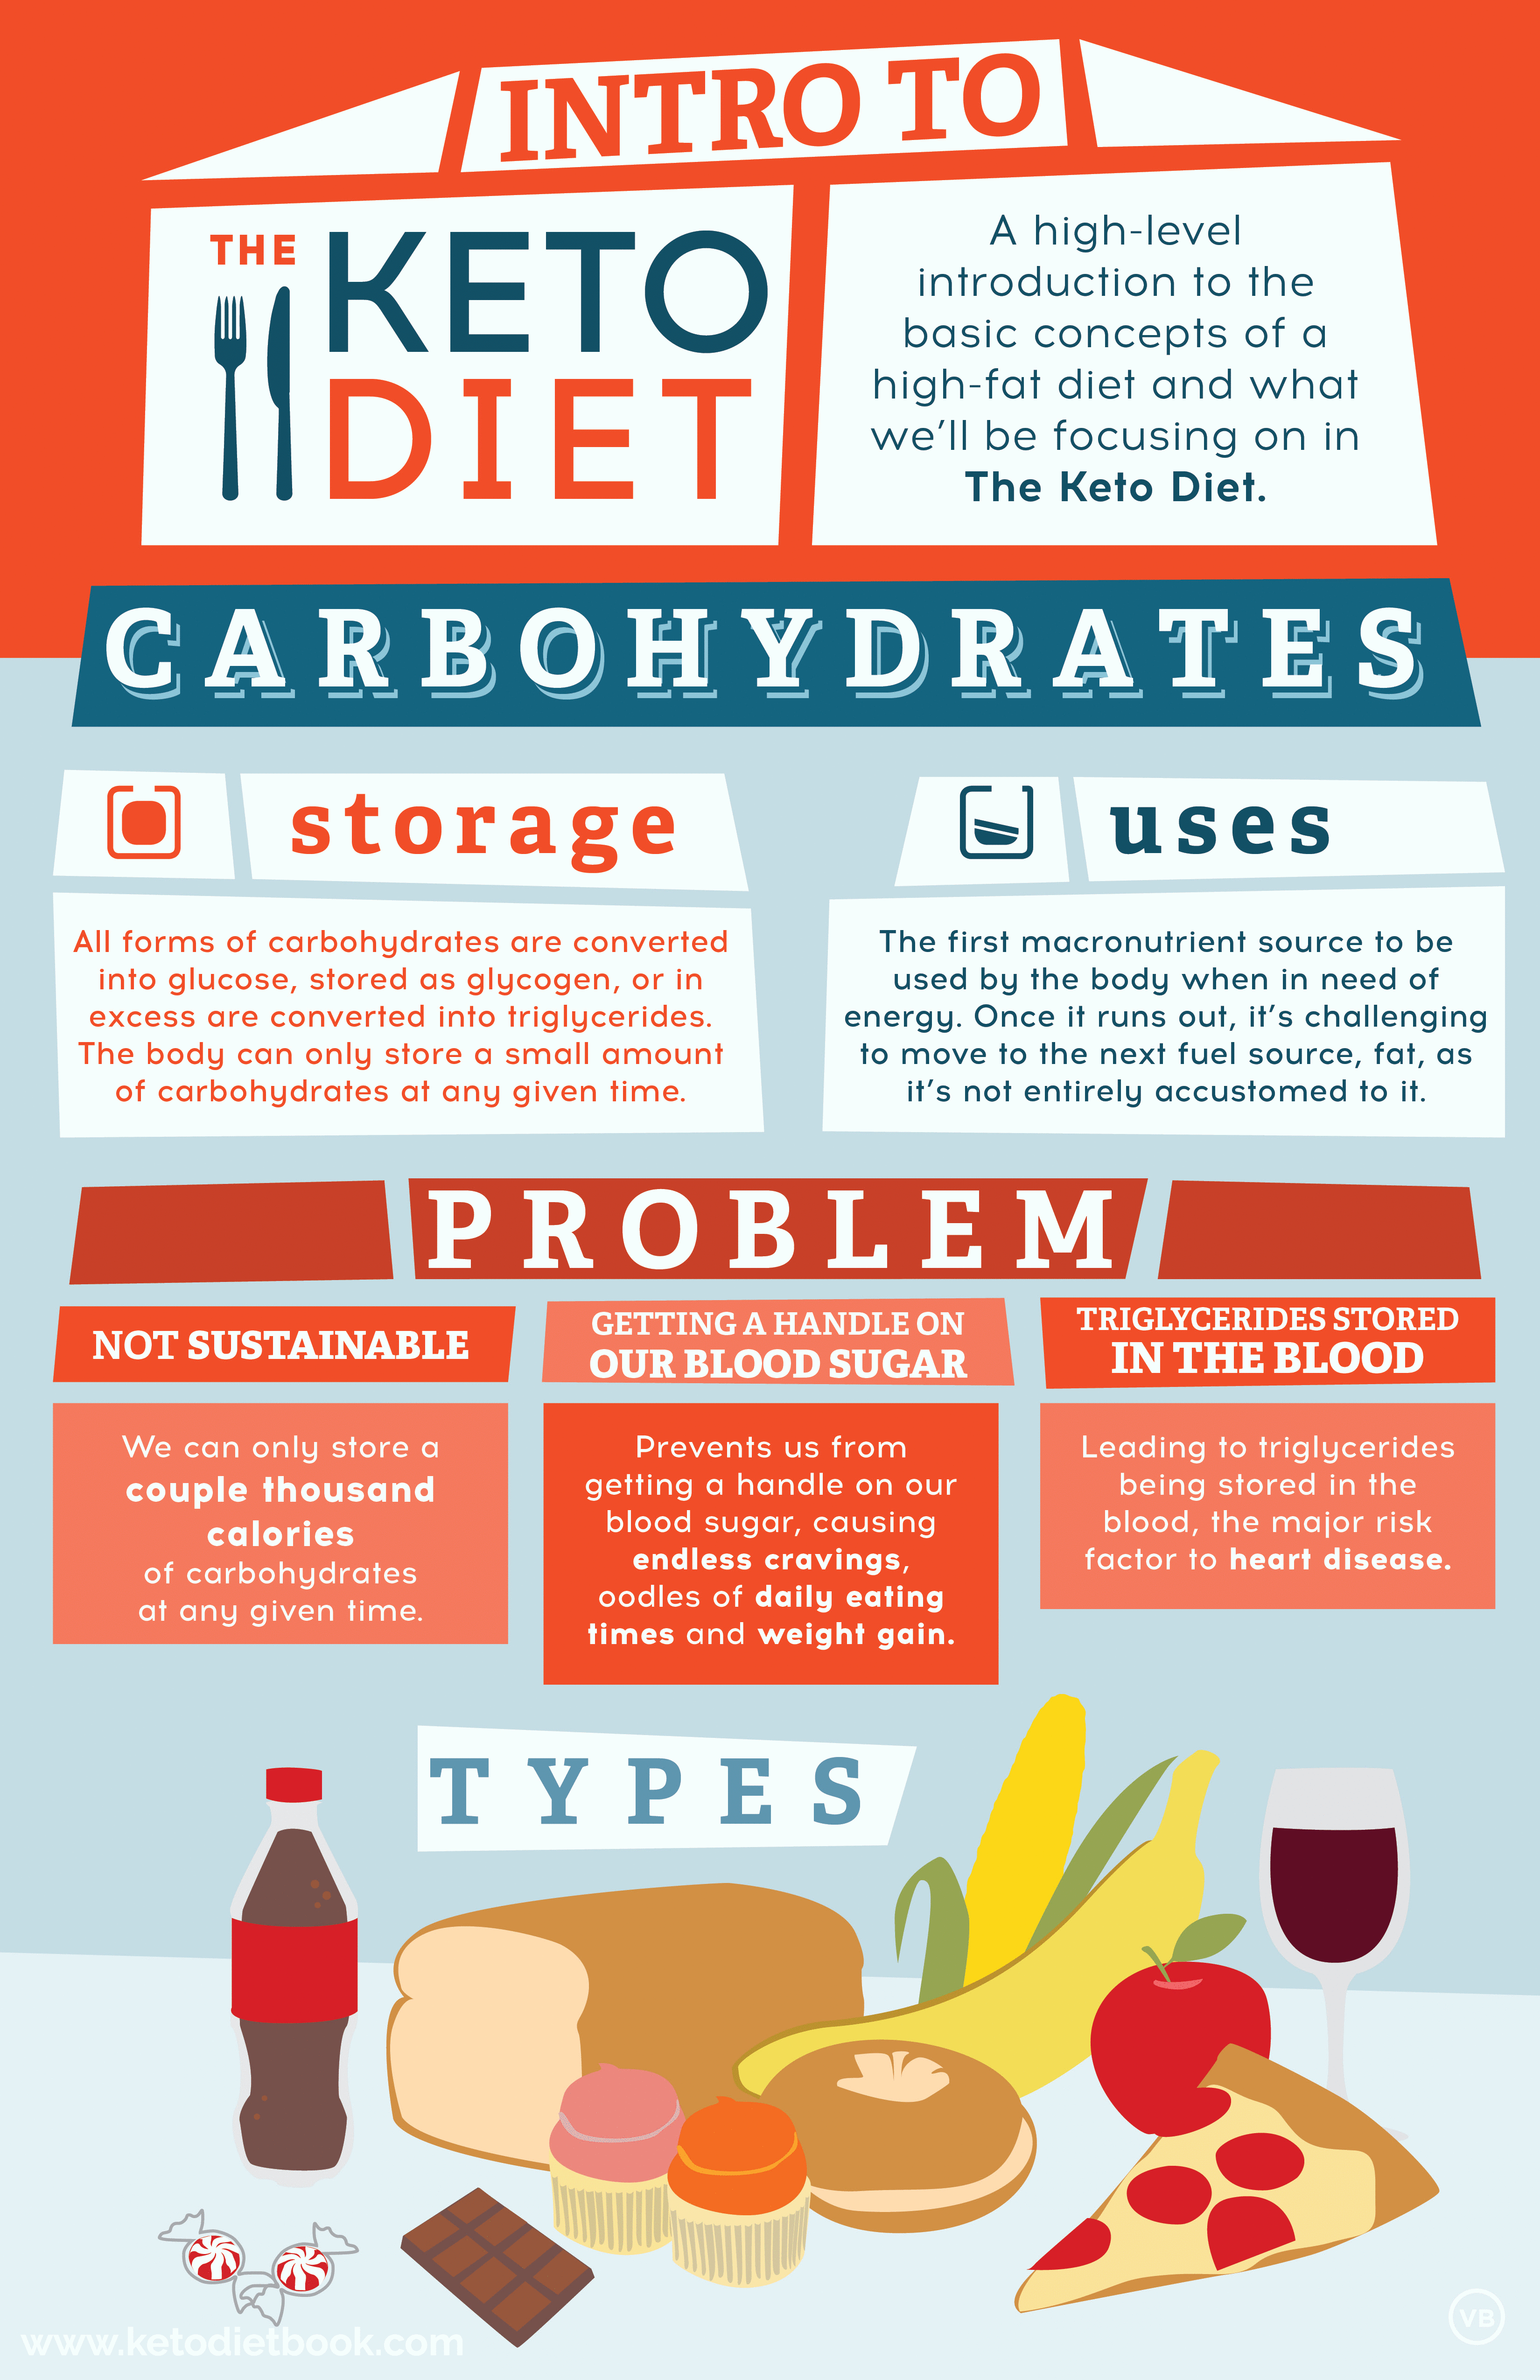 INTRO TO
THE
KETO
DIET
A high-level
introduction to the
basic concepts of a
high-fat diet and what
we'll be focusing on in
The Keto Diet.
CARBOHYDRATES
storage
All forms of carbohydrates are converted
into glucose, stored as glycogen, or in
excess are converted into triglycerides.
The body can only store a small amount
of carbohydrates at any given time.
uses
The first macronutrient source to be
used by the body when in need of
energy. Once it runs out, it's challenging
to move to the next fuel source, fat, as
it's not entirely accustomed to it.
PROBLEM
NOT SUSTAINABLE
We can only store a
couple thousand
calories
of carbohydrates
at any given time.
GETTING A HANDLE ON
OUR BLOOD SUGAR
Prevents us from
getting a handle on our
blood sugar, causing
endless cravings,
oodles of daily eating
times and weight gain.
TRIGLYCERIDES STORED
IN THE BLOOD
Leading to triglycerides
being stored in the
blood, the major risk
factor to heart disease.
TYPES
www.ketodietbook.com
VB